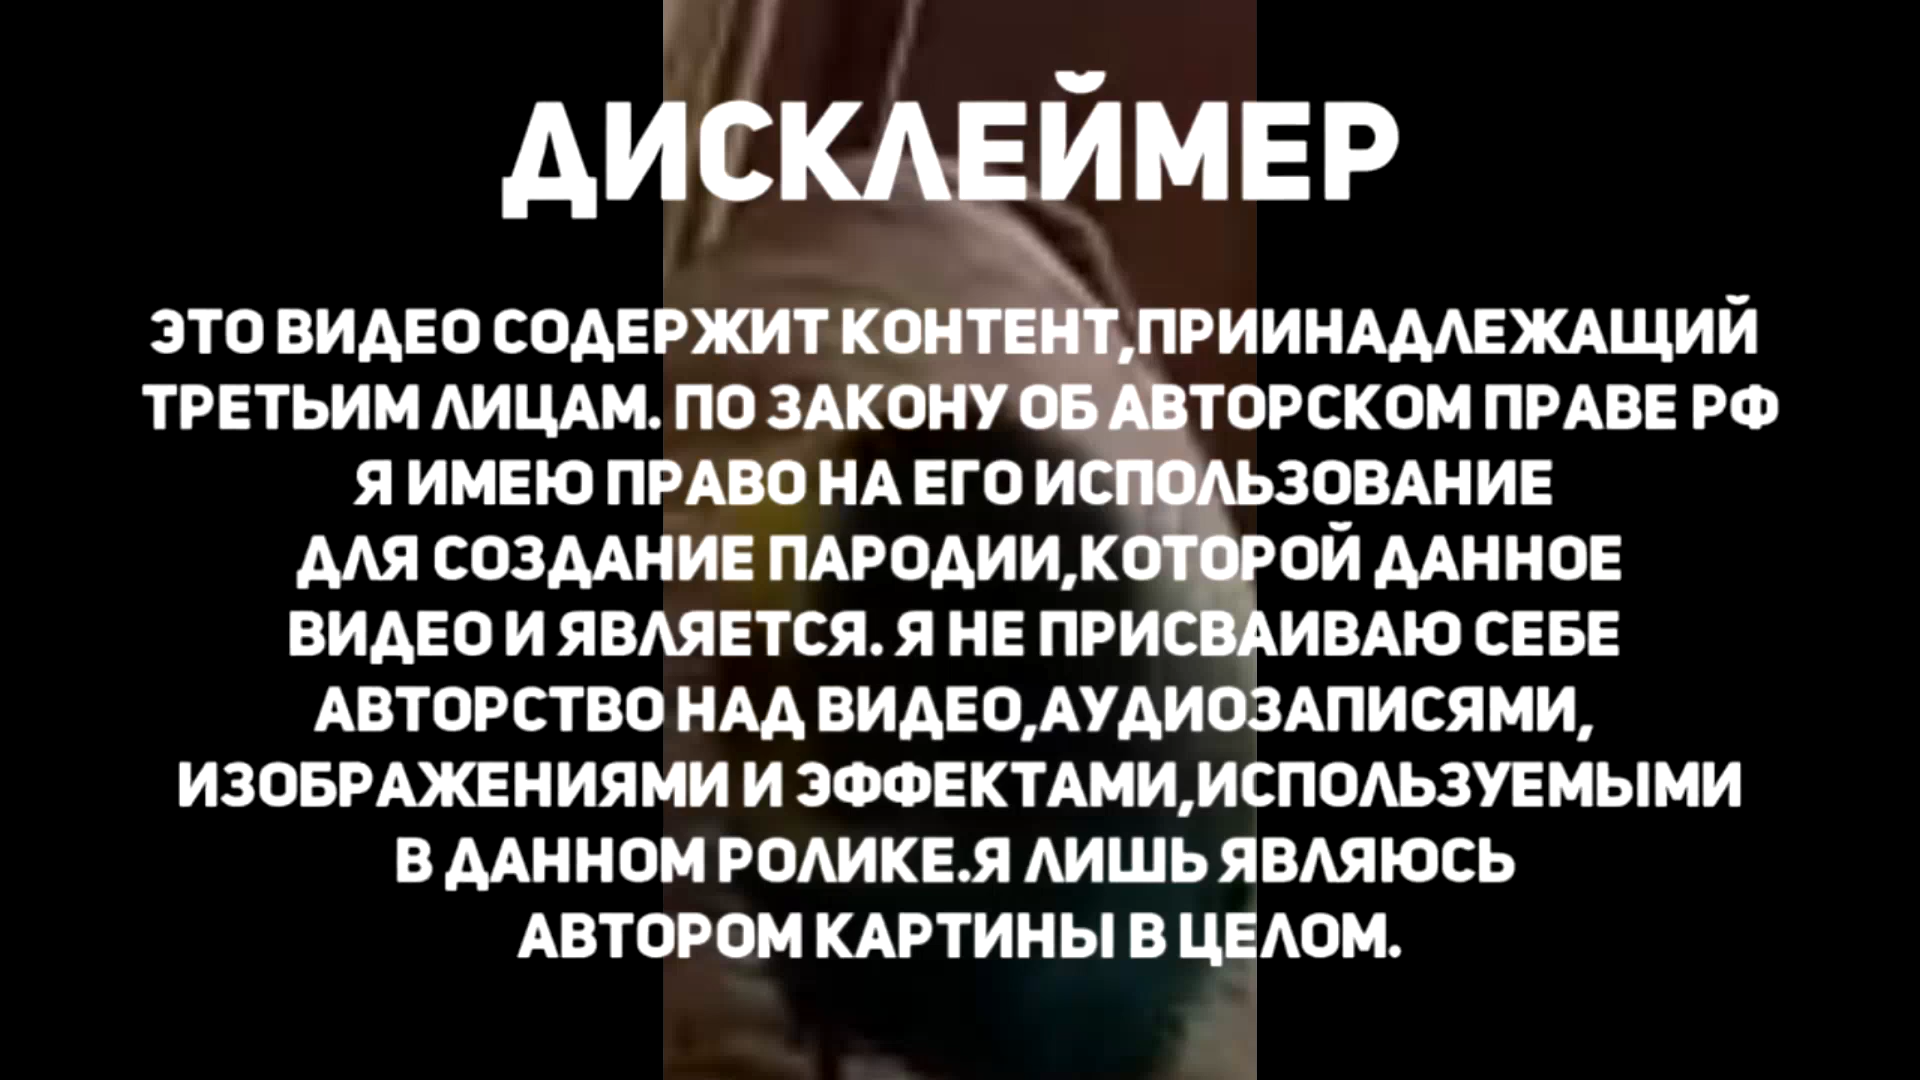 ДИСКЛЕЙМЕР
ЭТО ВИДЕО СОДЕРЖИТ КОНТЕНТ,ПРИИНАДЛЕЖАЩИЙ
ТРЕТЬИМ ЛИЦАМ. ПО ЗАКОНУ ОБ АВТОРСКОМ ПРАВЕ РФ
Я ИМЕЮ ПРАВО НА ЕГО ИСПОЛЬЗОВАНИЕ
ДЛЯ СОЗДАНИЕ ПАРОДИИ,КОТОРОЙ ДАННОЕ
ВИДЕО И ЯВЛЯЕТСЯ. Я НЕ ПРИСВАИВАЮ СЕБЕ
АВТОРСТВО НАД ВИДЕО,АУДИОЗАПИСЯМИ,
ИЗОБРАЖЕНИЯМИ И ЭФФЕКТАМИ,ИСПОЛЬЗУЕМЫМИ
В ДАННОМ РОЛИКЕ.Я ЛИШЬ ЯВЛЯЮСЬ
АВТОРОМ КАРТИНЫ В ЦЕЛОМ.